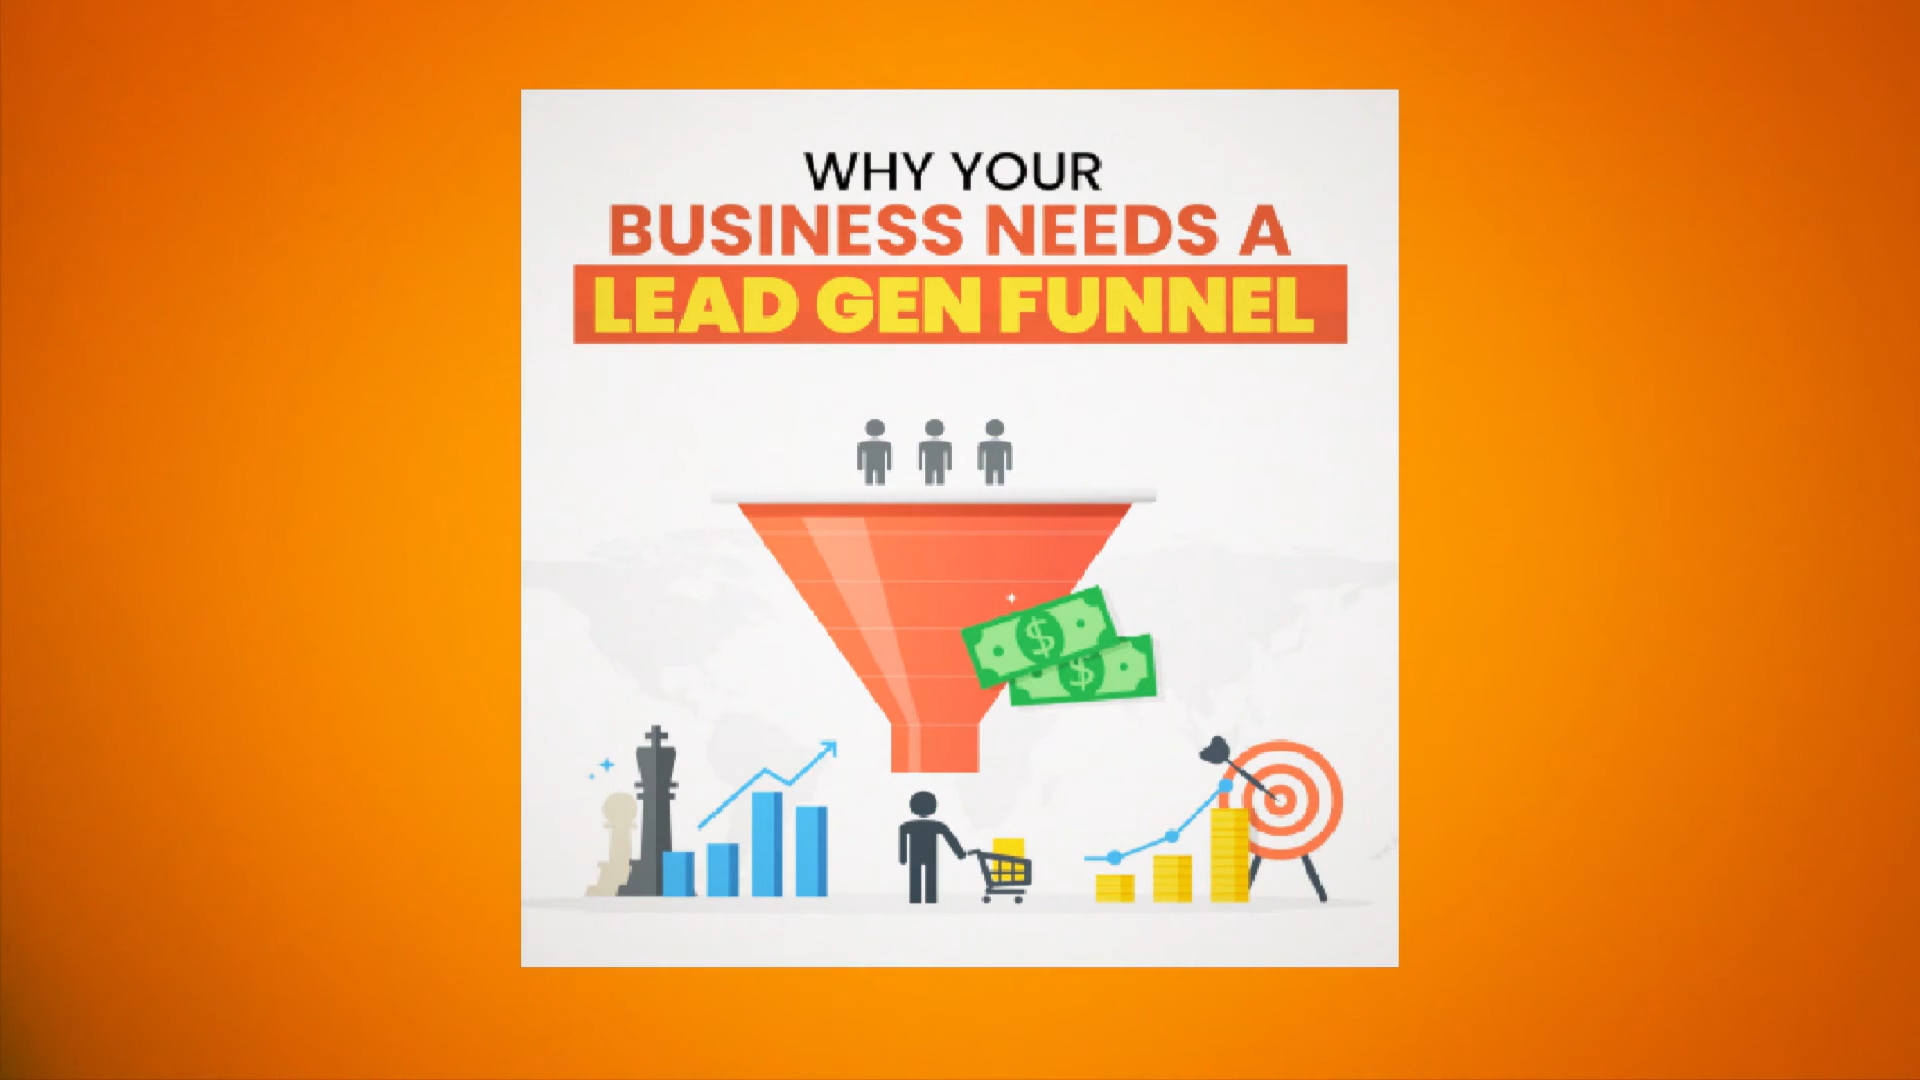 WHY YOUR
BUSINESS NEEDS A
LEAD GEN FUNNEL
$
$